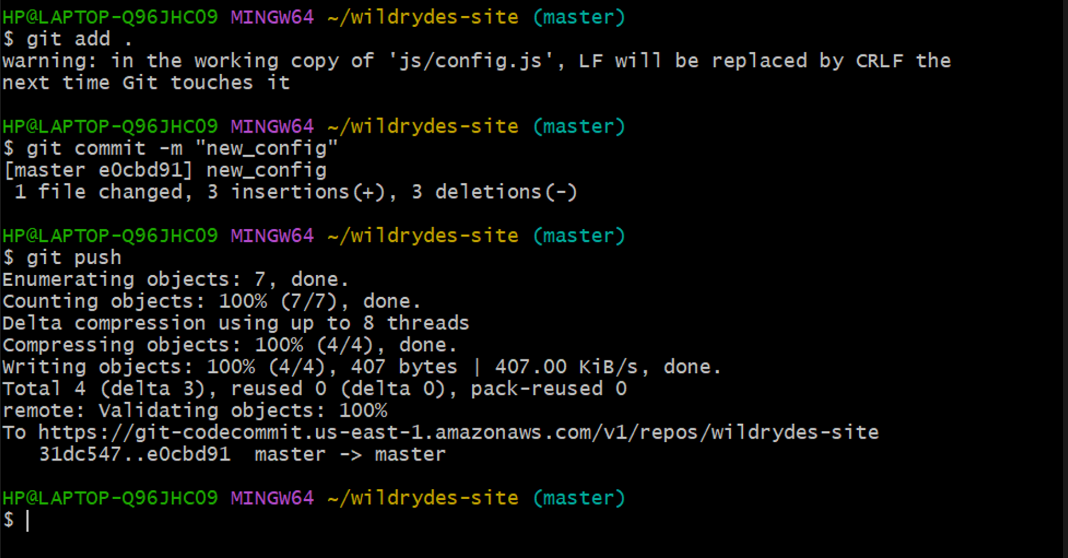 HP@LAPTOP-Q96JHCO9 MINGW64 ~/wildrydes-site (master)
$ git add .
warning: in the working copy of 'js/config.js', LF will be replaced by CRLF the
next time Git touches it
HP@LAPTOP-Q96JHCO9 MINGW64 ~/wildrydes-site (master)
$ git commit -m "new_config"
[master e0cbd91] new_config
 1 file changed, 3 insertions(+), 3 deletions(-)
HP@LAPTOP-Q96JHCO9 MINGW64 ~/wildrydes-site (master)
$ git push
Enumerating objects: 7, done.
Counting objects: 100% (7/7), done.
Delta compression using up to 8 threads
Compressing objects: 100% (4/4), done.
Writing objects: 100% (4/4), 407 bytes | 407.00 KiB/s, done.
Total 4 (delta 3), reused 0 (delta 0), pack-reused 0
remote: Validating objects: 100%
To https://git-codecommit.us-east-1.amazonaws.com/v1/repos/wildrydes-site
   31dc547..e0cbd91  master -> master
HP@LAPTOP-Q96JHCO9 MINGW64 ~/wildrydes-site (master)
$